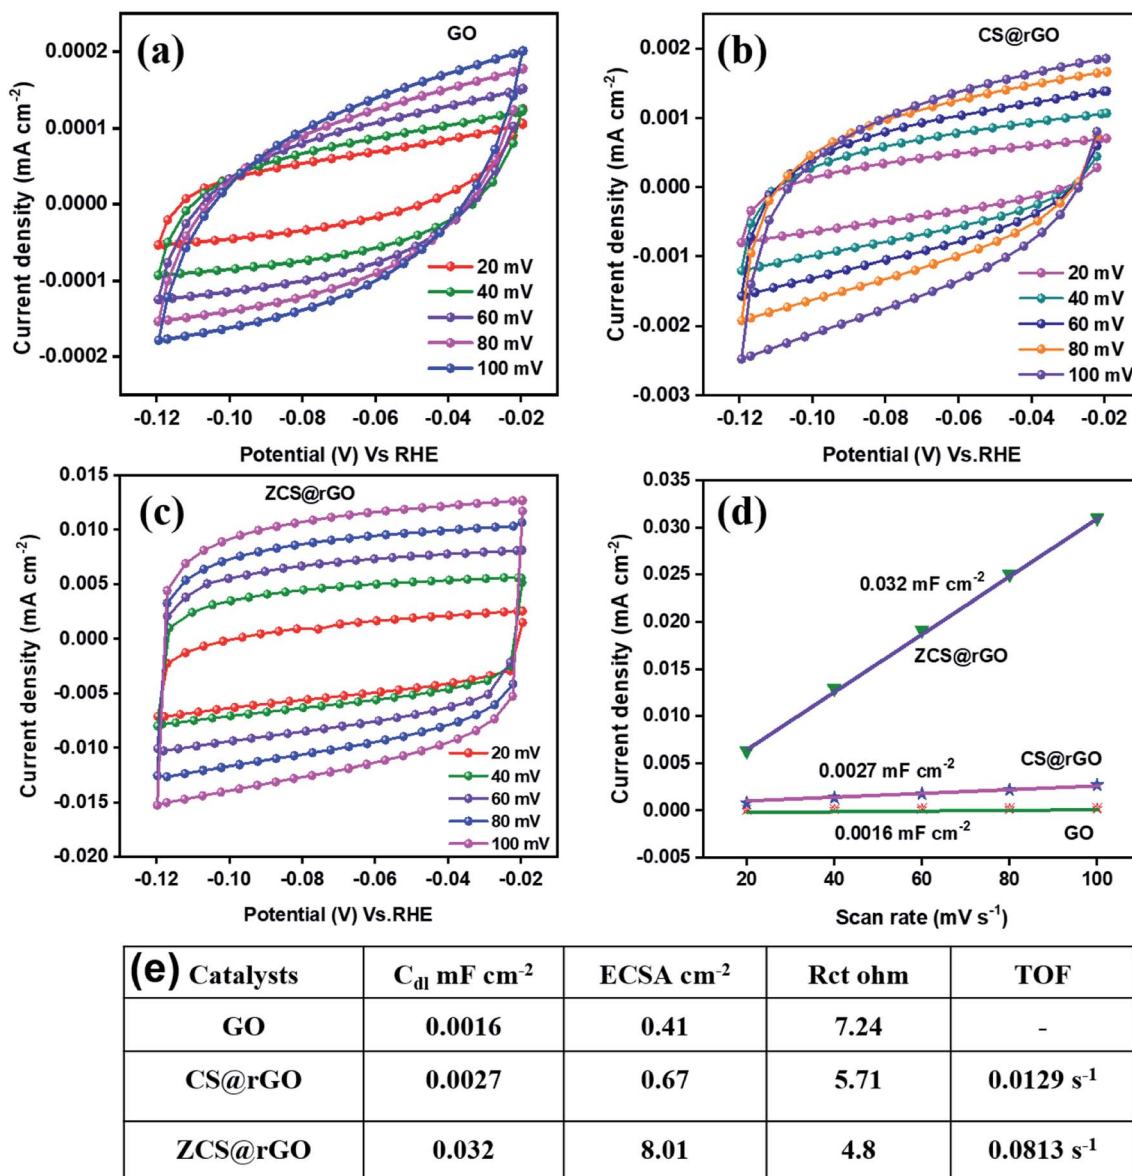 (a)
GO
Current density (mA cm⁻²)
0.0002
0.0001
0.0000
-0.0001
-0.0002
20 mV
40 mV
60 mV
80 mV
100 mV
-0.12 -0.10 -0.08 -0.06 -0.04 -0.02
Potential (V) Vs RHE
(b)
CS@rGO
Current density (mA cm⁻²)
0.002
0.001
0.000
-0.001
-0.002
-0.003
20 mV
40 mV
60 mV
80 mV
100 mV
-0.12 -0.10 -0.08 -0.06 -0.04 -0.02
Potential (V) Vs.RHE
(c)
ZCS@rGO
Current density (mA cm⁻²)
0.015
0.010
0.005
0.000
-0.005
-0.010
-0.015
-0.020
20 mV
40 mV
60 mV
80 mV
100 mV
-0.12 -0.10 -0.08 -0.06 -0.04 -0.02
Potential (V) Vs.RHE
(d)
Current density (mA cm⁻²)
0.035
0.030
0.025
0.020
0.015
0.010
0.005
0.000
-0.005
0.032 mF cm⁻²
ZCS@rGO
CS@rGO
0.0027 mF cm⁻²
0.0016 mF cm⁻²
GO
20 40 60 80 100
Scan rate (mV s⁻¹)
(e) Catalysts C_dl mF cm⁻² ECSA cm⁻² Rct ohm TOF
GO 0.0016 0.41 7.24 -
CS@rGO 0.0027 0.67 5.71 0.0129 s⁻¹
ZCS@rGO 0.032 8.01 4.8 0.0813 s⁻¹